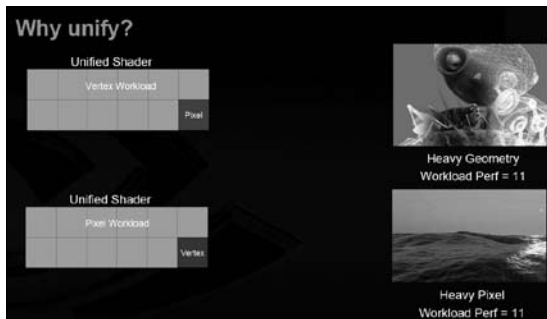 Why unify?
Unified Shader
Vertex Workload
Pixel
Heavy Geometry
Workload Perf = 11
Unified Shader
Pixel Workload
Vertex
Heavy Pixel
Workload Perf = 11